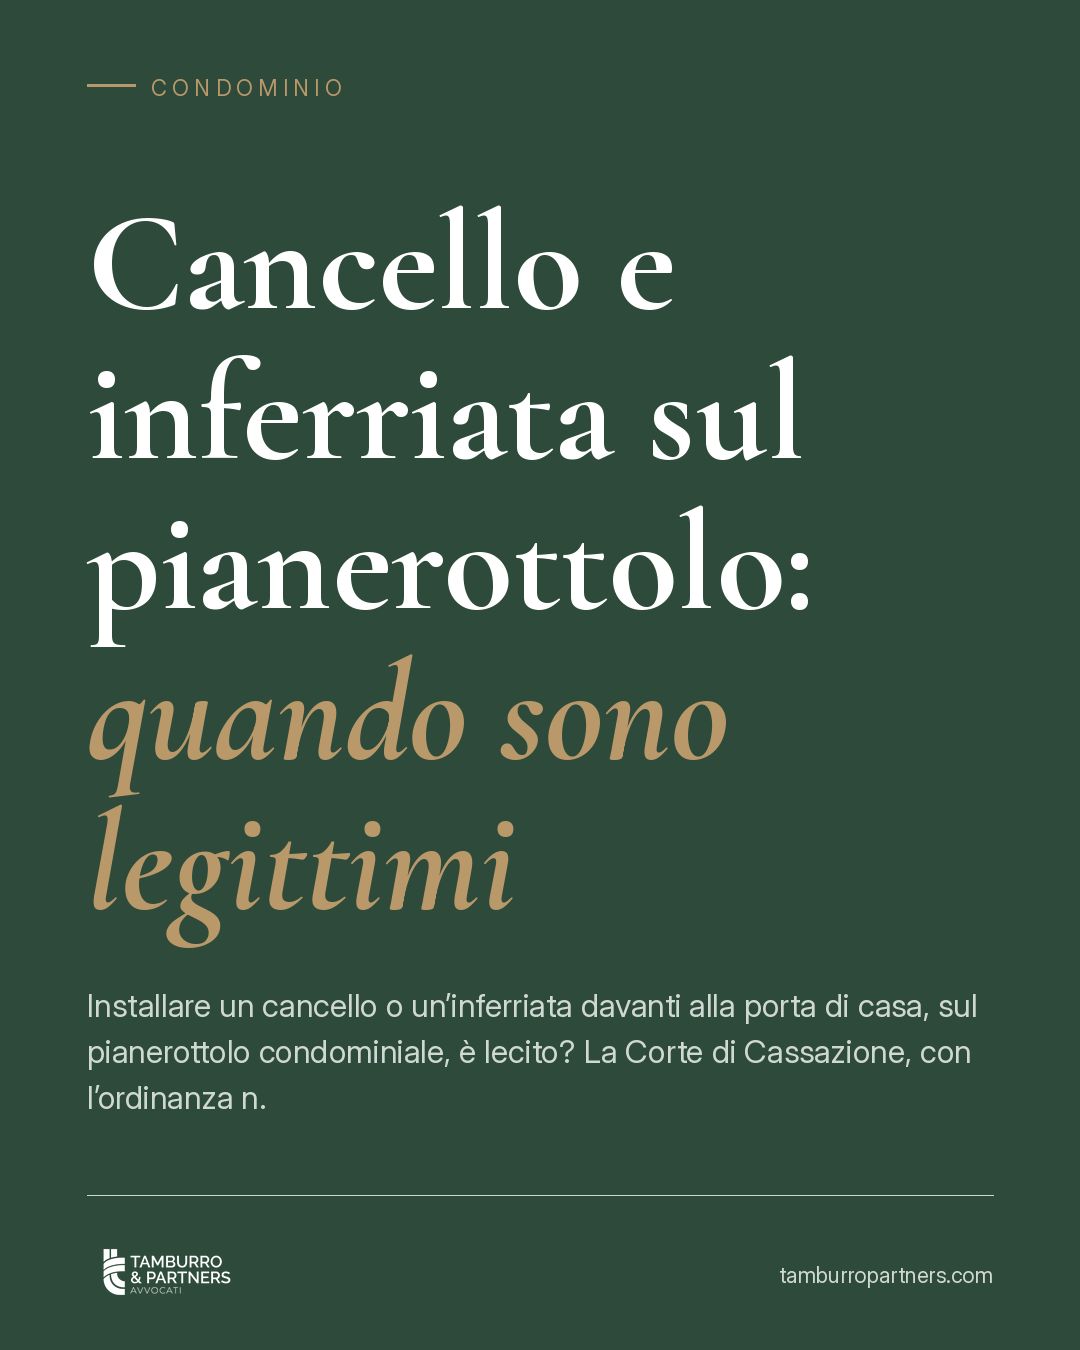 CONDOMINIO
Cancello e
inferriata sul
pianerottolo:
quando sono
legittimi
Installare un cancello o un’inferriata davanti alla porta di casa, sul
pianerottolo condominiale, è lecito? La Corte di Cassazione, con
l’ordinanza n.
TAMBURRO
& PARTNERS
AVVOCATI
tamburropartners.com